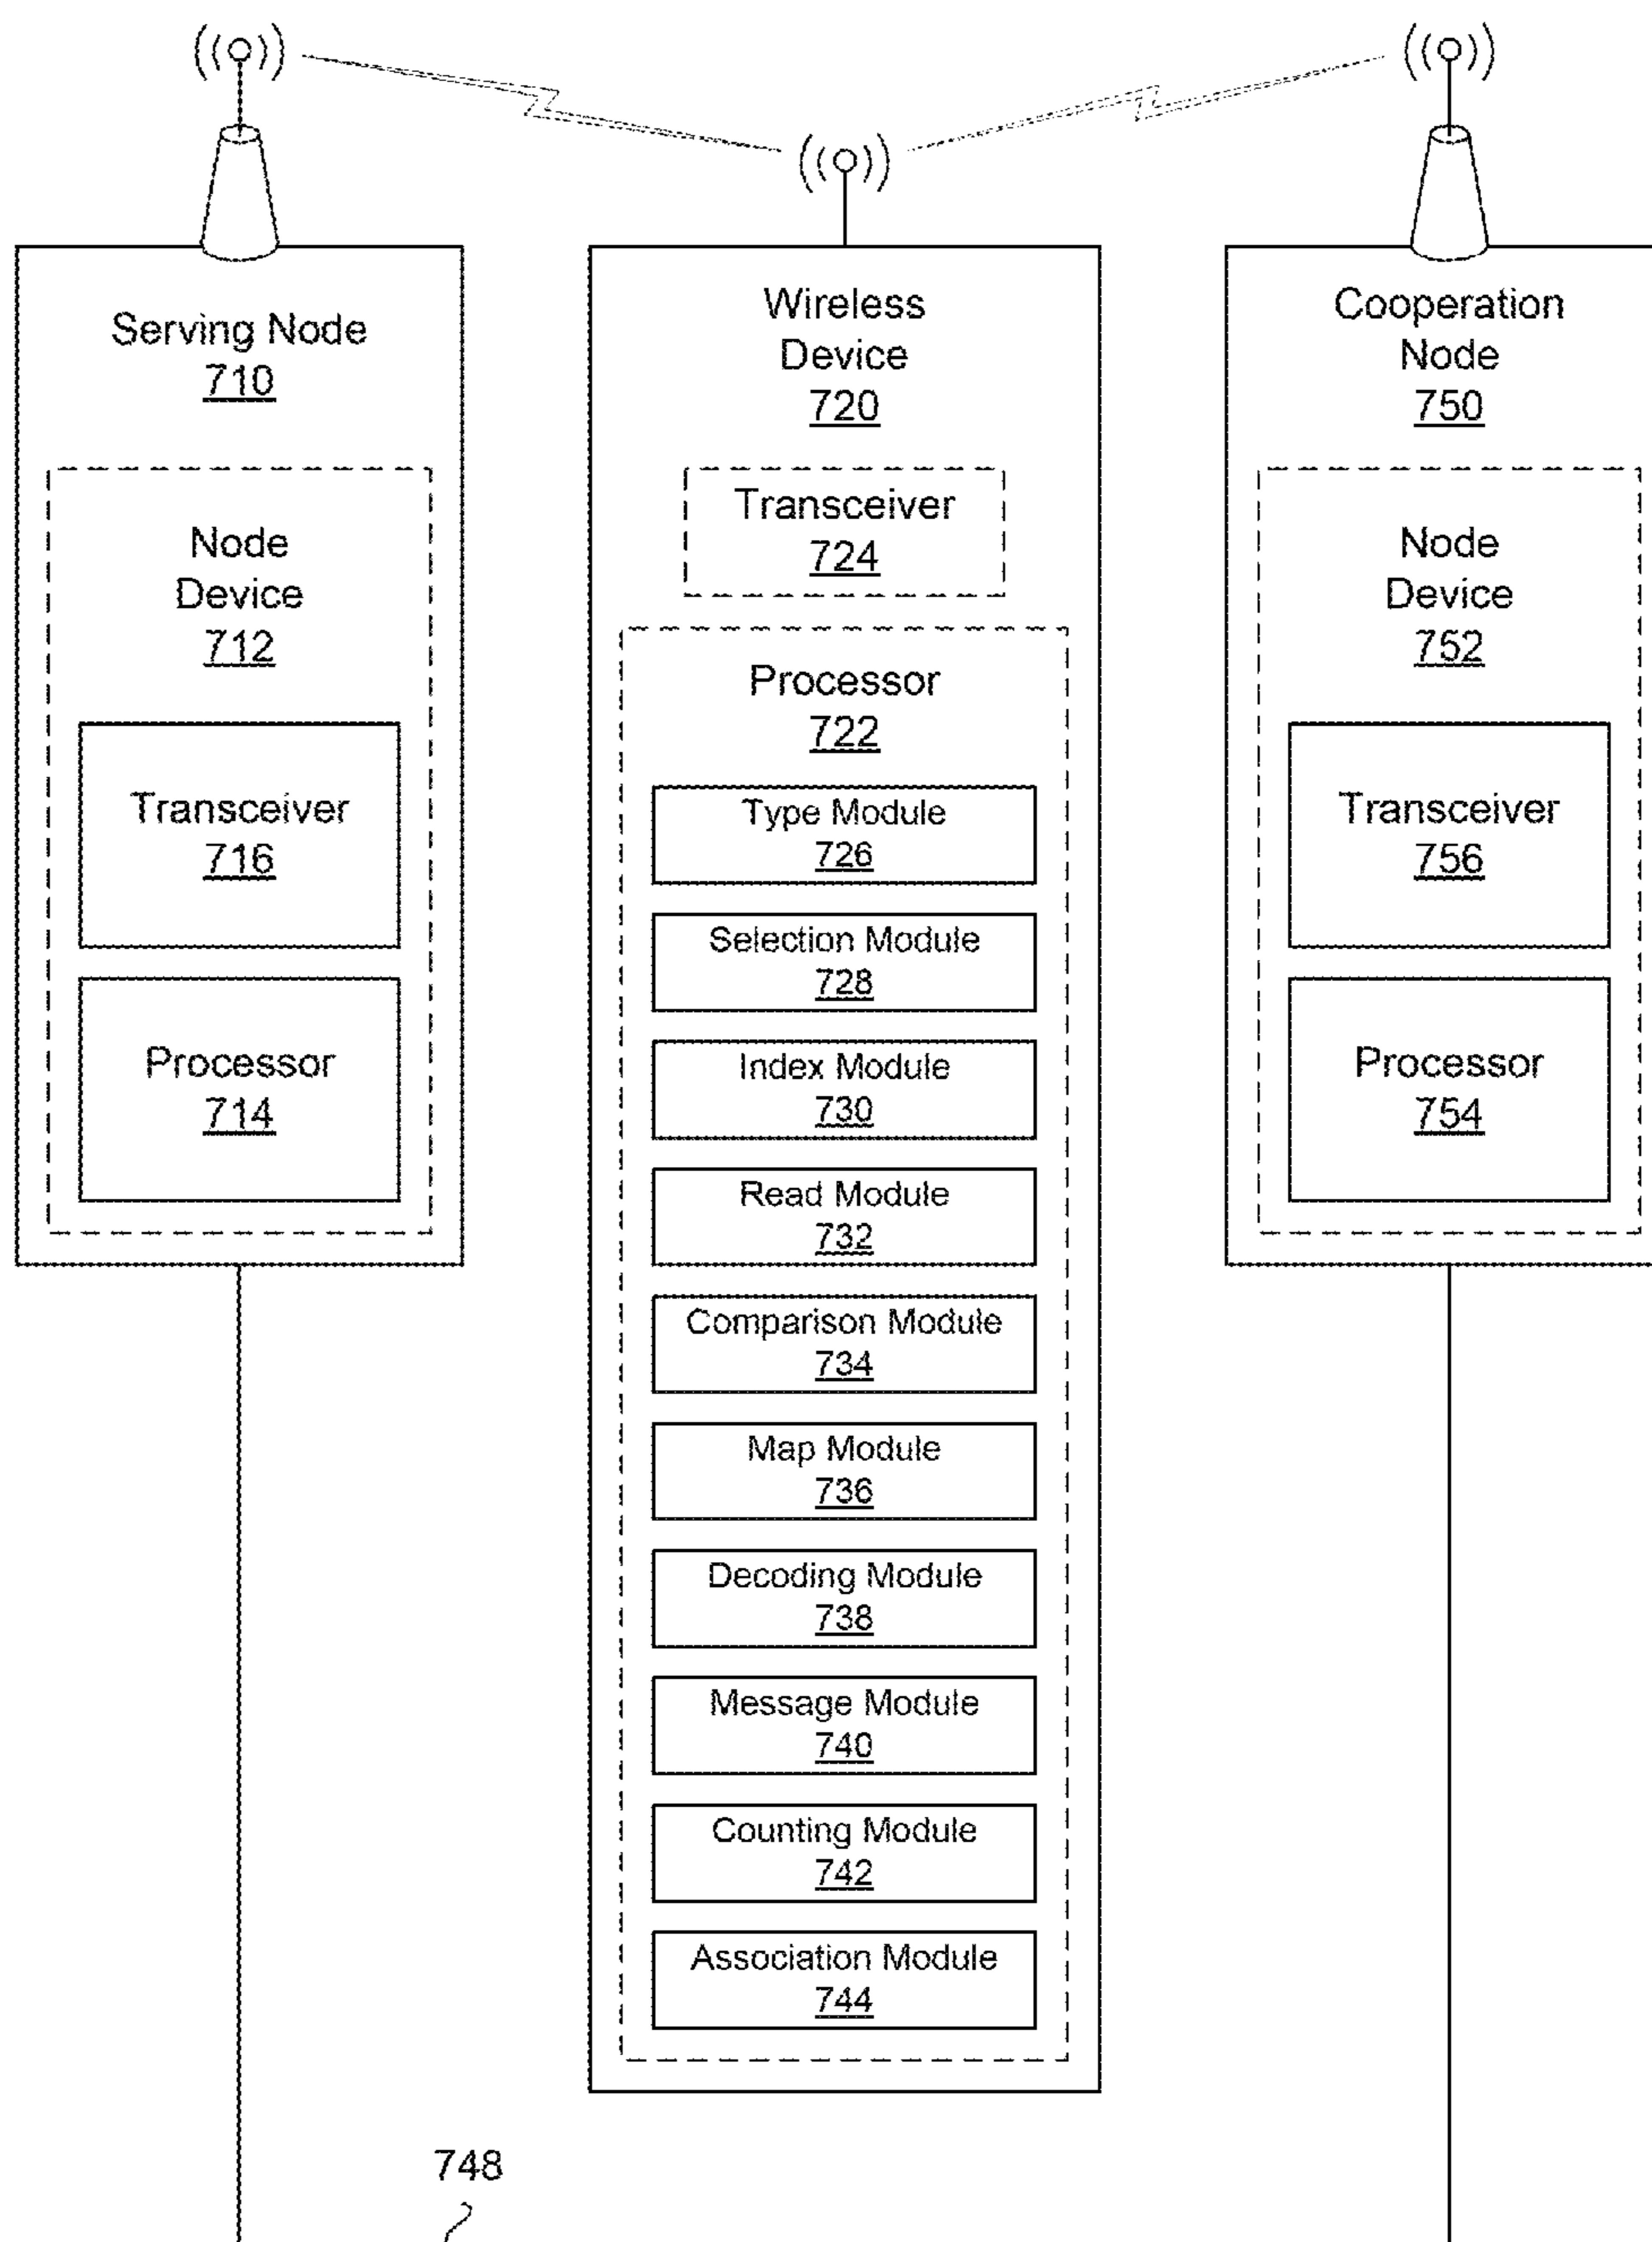 Serving Node
710
Node
Device
712
Transceiver
716
Processor
714
Wireless
Device
720
Transceiver
724
Processor
722
Type Module
726
Selection Module
728
Index Module
730
Read Module
732
Comparison Module
734
Map Module
736
Decoding Module
738
Message Module
740
Counting Module
742
Association Module
744
Cooperation
Node
750
Node
Device
752
Transceiver
756
Processor
754
748